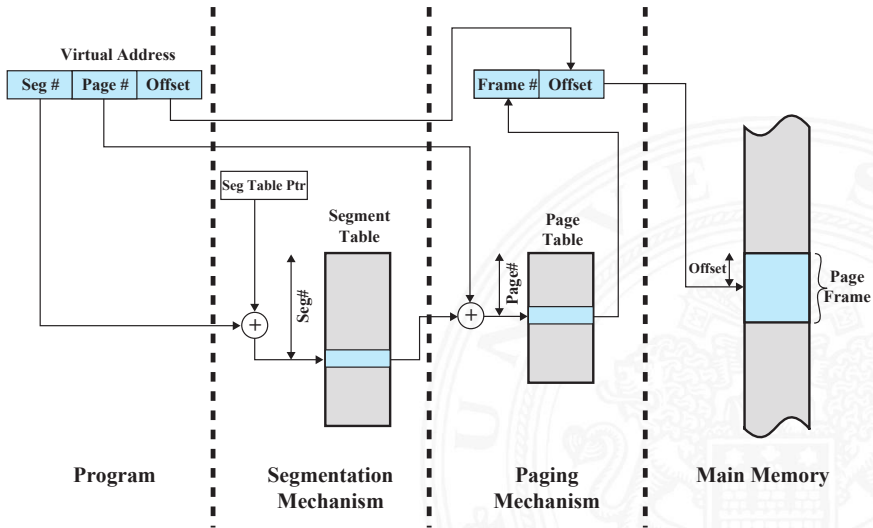 Virtual Address
Seg # Page # Offset
Frame # Offset
Seg Table Ptr
Segment
Table
Page
Table
Seg#
Page#
Offset
Page
Frame
+
+
Program
Segmentation
Mechanism
Paging
Mechanism
Main Memory
U N I V E S